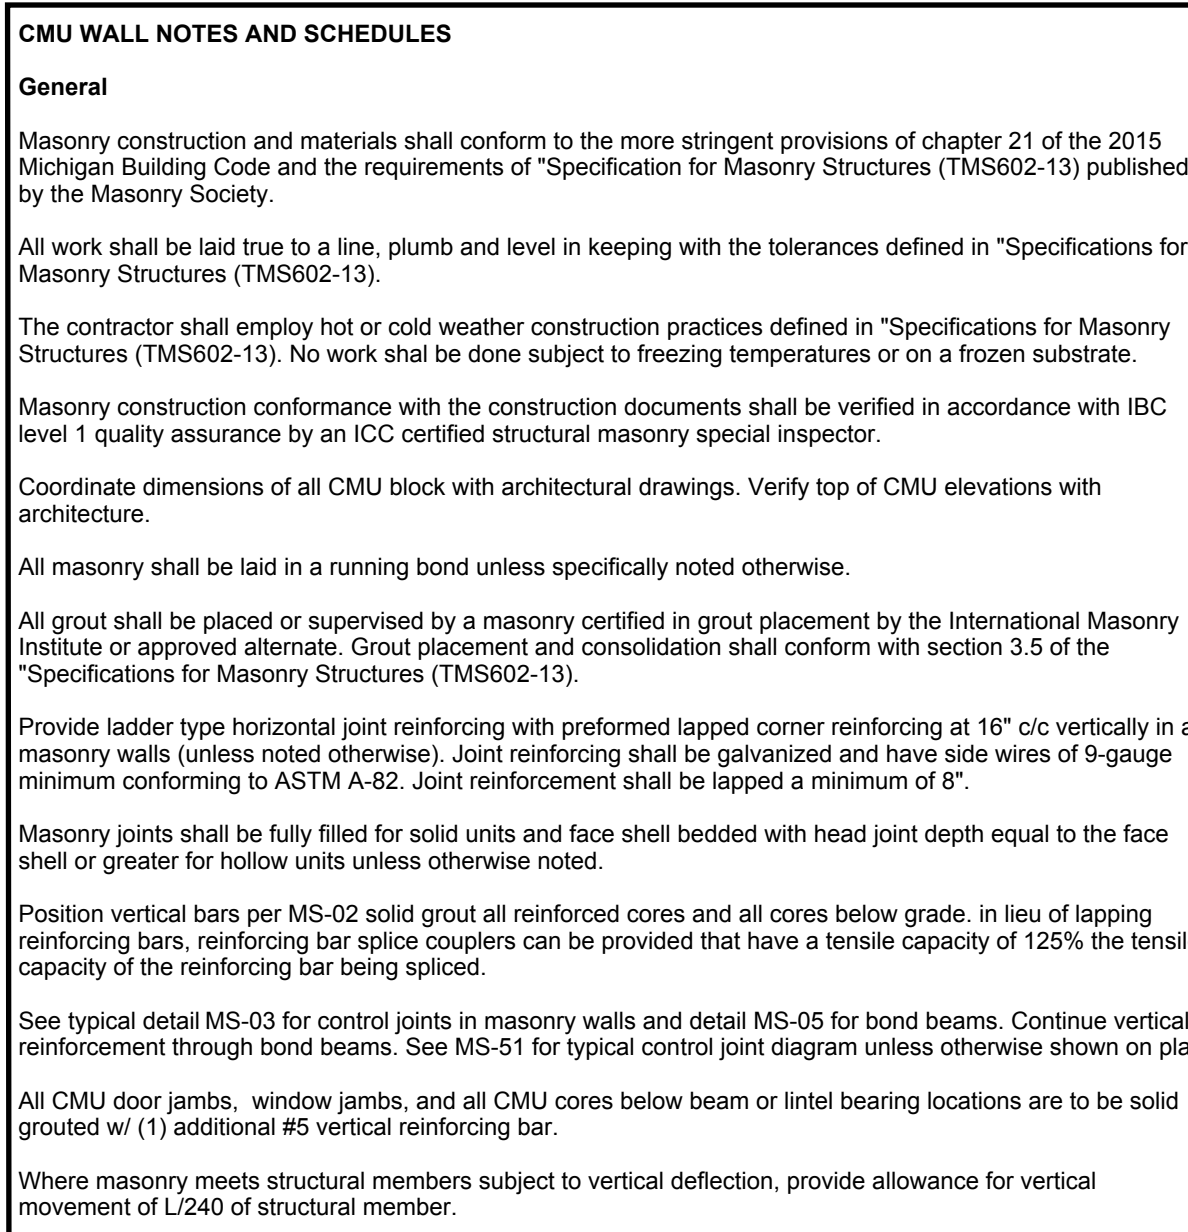 CMU WALL NOTES AND SCHEDULES
General
Masonry construction and materials shall conform to the more stringent provisions of chapter 21 of the 2015
Michigan Building Code and the requirements of "Specification for Masonry Structures (TMS602-13) published
by the Masonry Society.
All work shall be laid true to a line, plumb and level in keeping with the tolerances defined in "Specifications for
Masonry Structures (TMS602-13).
The contractor shall employ hot or cold weather construction practices defined in "Specifications for Masonry
Structures (TMS602-13). No work shal be done subject to freezing temperatures or on a frozen substrate.
Masonry construction conformance with the construction documents shall be verified in accordance with IBC
level 1 quality assurance by an ICC certified structural masonry special inspector.
Coordinate dimensions of all CMU block with architectural drawings. Verify top of CMU elevations with
architecture.
All masonry shall be laid in a running bond unless specifically noted otherwise.
All grout shall be placed or supervised by a masonry certified in grout placement by the International Masonry
Institute or approved alternate. Grout placement and consolidation shall conform with section 3.5 of the
"Specifications for Masonry Structures (TMS602-13).
Provide ladder type horizontal joint reinforcing with preformed lapped corner reinforcing at 16" c/c vertically in
masonry walls (unless noted otherwise). Joint reinforcing shall be galvanized and have side wires of 9-gauge
minimum conforming to ASTM A-82. Joint reinforcement shall be lapped a minimum of 8".
Masonry joints shall be fully filled for solid units and face shell bedded with head joint depth equal to the face
shell or greater for hollow units unless otherwise noted.
Position vertical bars per MS-02 solid grout all reinforced cores and all cores below grade. in lieu of lapping
reinforcing bars, reinforcing bar splice couplers can be provided that have a tensile capacity of 125% the tensil
capacity of the reinforcing bar being spliced.
See typical detail MS-03 for control joints in masonry walls and detail MS-05 for bond beams. Continue vertical
reinforcement through bond beams. See MS-51 for typical control joint diagram unless otherwise shown on pla
All CMU door jambs, window jambs, and all CMU cores below beam or lintel bearing locations are to be solid
grouted w/ (1) additional #5 vertical reinforcing bar.
Where masonry meets structural members subject to vertical deflection, provide allowance for vertical
movement of L/240 of structural member.